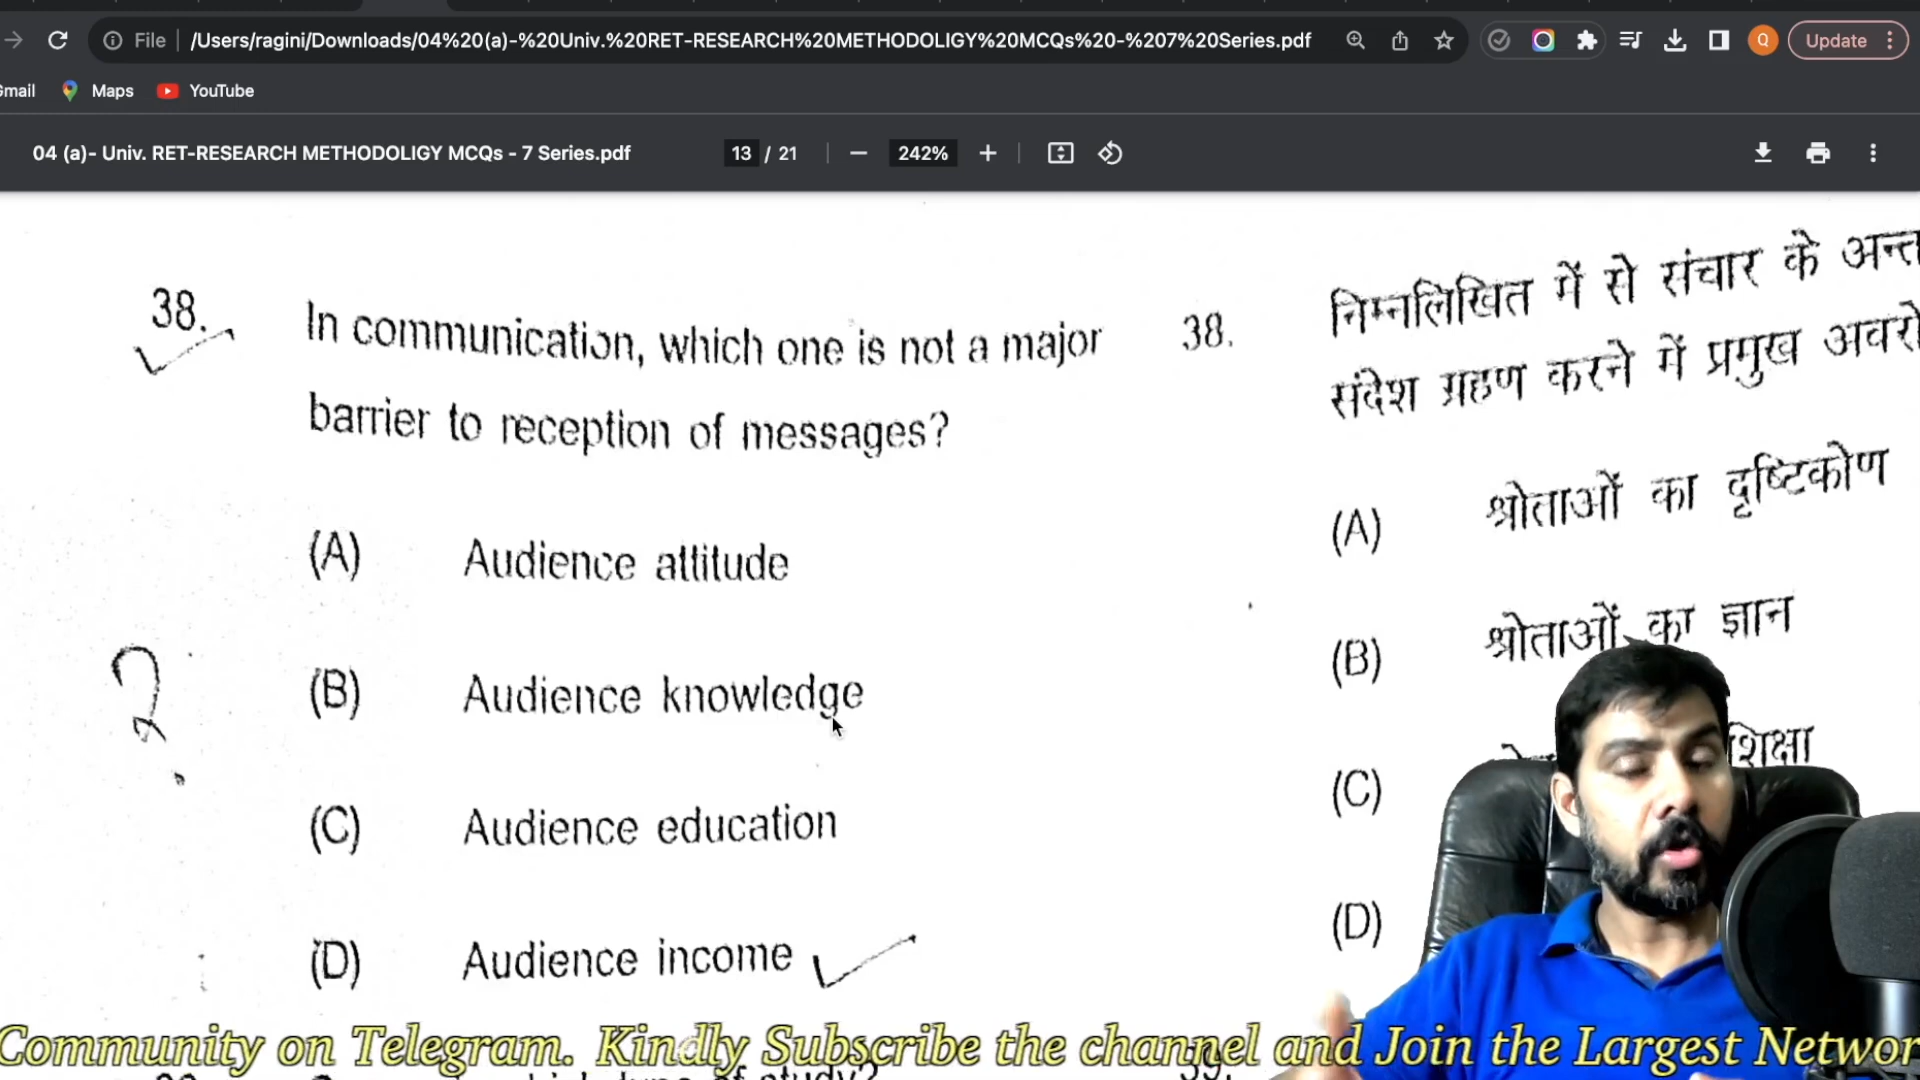 File /Users/ragini/Downloads/04%20(a)-%20Univ.%20RET-RESEARCH%20METHODOLIGY%20MCQs%20-%207%20Series.pdf Q Update
Gmail Maps YouTube
04 (a)- Univ. RET-RESEARCH METHODOLIGY MCQs - 7 Series.pdf 13 / 21 242%
38. In communication, which one is not a major
barrier to reception of messages?
(A) Audience attitude
(B) Audience knowledge
(C) Audience education
(D) Audience income
2
38. निम्नलिखित में से संचार के
संदेश ग्रहण करने में प्रमुख
(A) श्रोताओं का दृष्टिकोण
(B) श्रोताओं का ज्ञान
(C) शिक्षा
(D)
Community on Telegram. Kindly Subscribe the channel and Join the Largest
39.